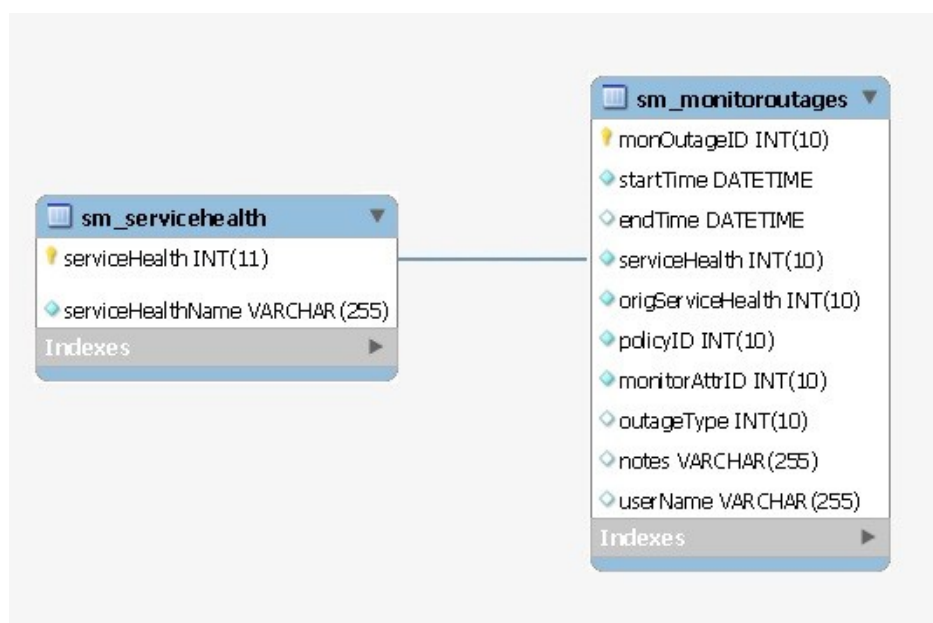 sm_servicehealth
serviceHealth INT(11)
serviceHealthName VARCHAR(255)
Indexes
sm_monitoroutages
monOutageID INT(10)
startTime DATETIME
endTime DATETIME
serviceHealth INT(10)
origServiceHealth INT(10)
policyID INT(10)
monitorAttrID INT(10)
outageType INT(10)
notes VARCHAR(255)
userName VARCHAR(255)
Indexes